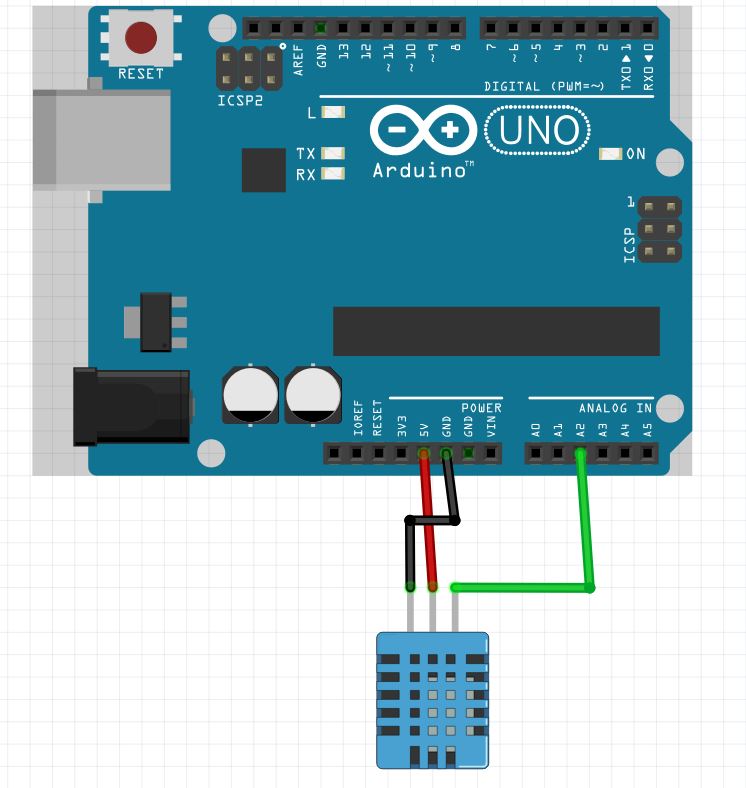 RESET
ICSP2
AREF
GND
13
12
~11
~10
~9
8
7
~6
~5
4
~3
2
TX0▶1
RX0◀0
DIGITAL (PWM=~)
L
TX
RX
UNO
Arduino™
ON
1
ICSP
POWER
ANALOG IN
IOREF
RESET
3V3
5V
GND
GND
VIN
A0
A1
A2
A3
A4
A5